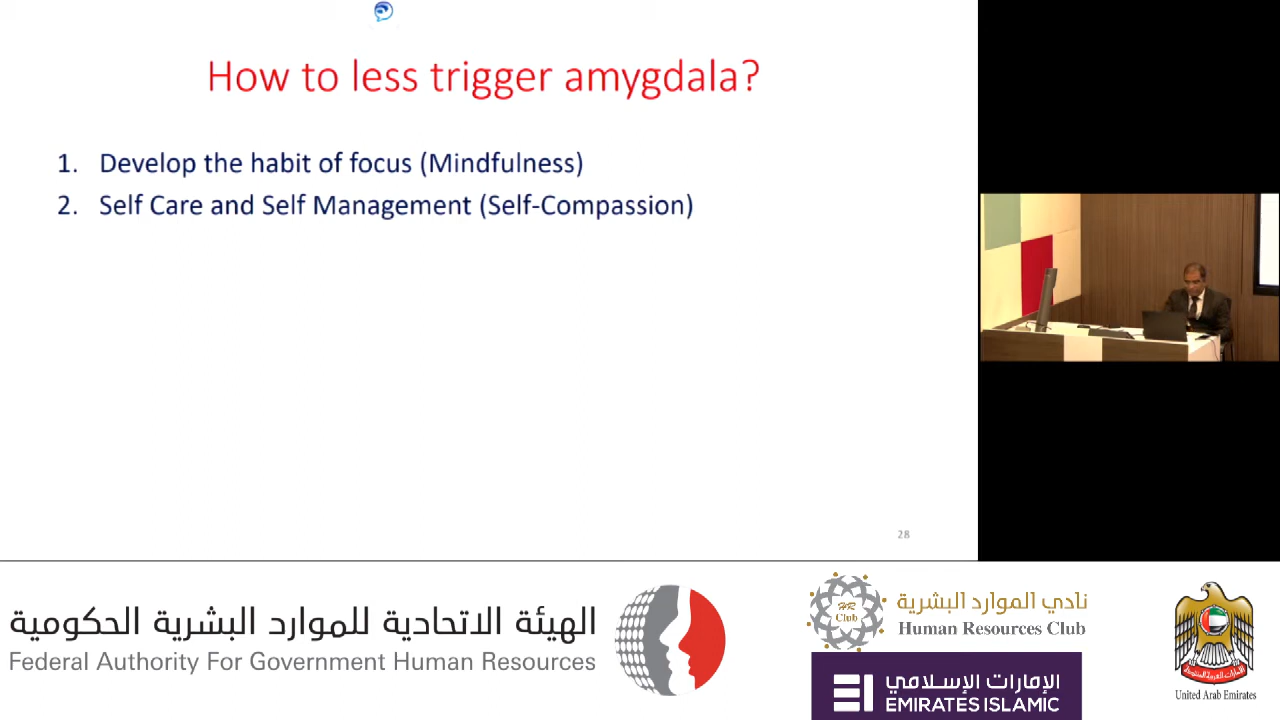 How to less trigger amygdala?
1. Develop the habit of focus (Mindfulness)
2. Self Care and Self Management (Self-Compassion)
28
الهيئة الاتحادية للموارد البشرية الحكومية
Federal Authority For Government Human Resources
HR
Club
نادي الموارد البشرية
Human Resources Club
الإمارات الإسلامي
EMIRATES ISLAMIC
United Arab Emirates